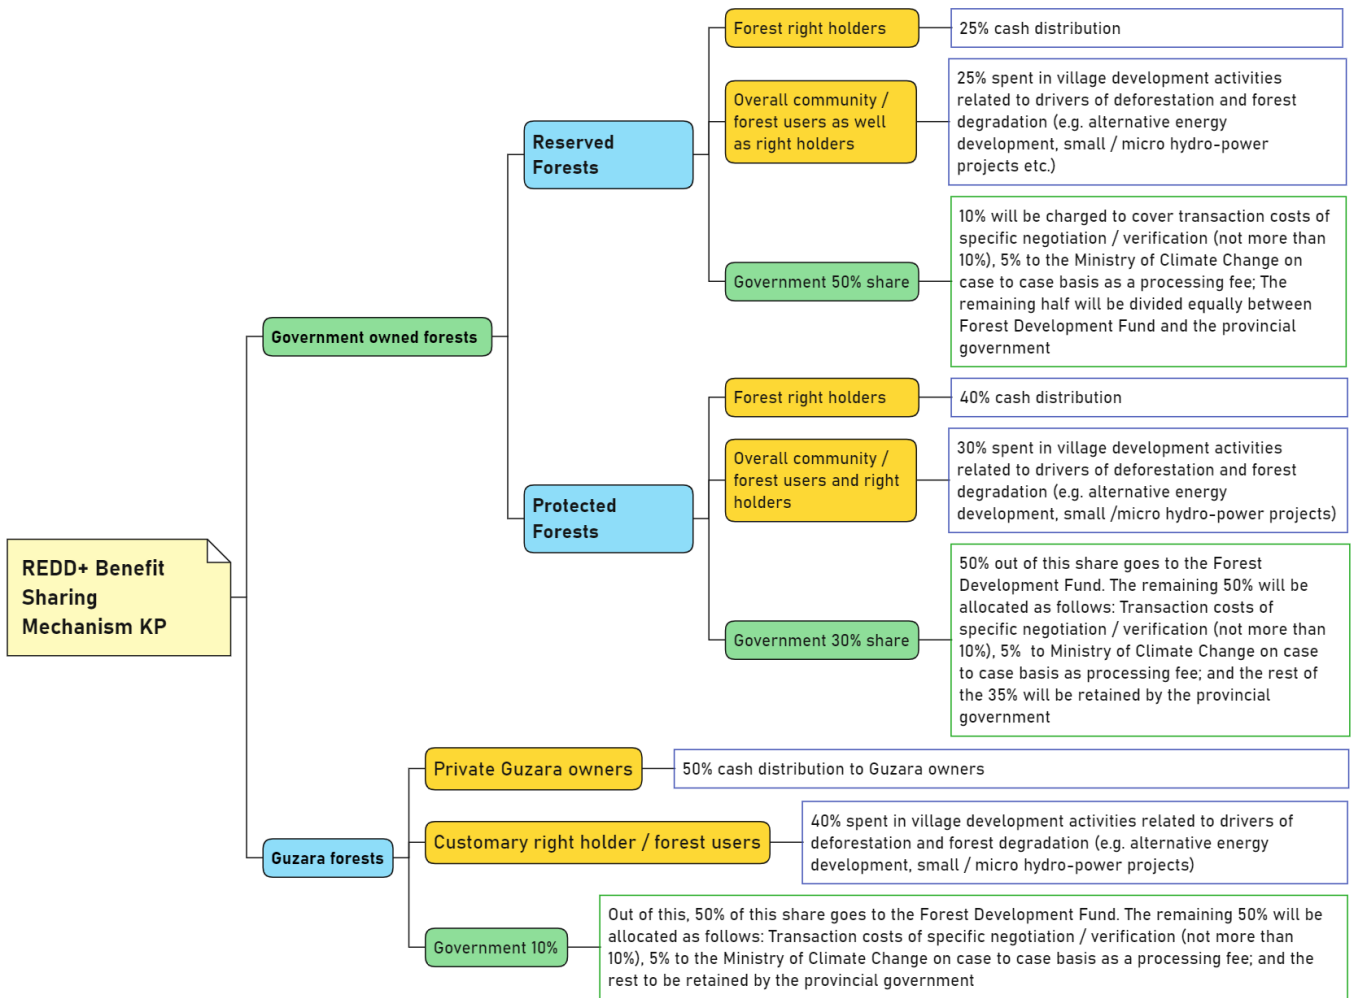 REDD+ Benefit
Sharing
Mechanism KP
Government owned forests
Reserved
Forests
Forest right holders
25% cash distribution
Overall community /
forest users as well
as right holders
25% spent in village development activities
related to drivers of deforestation and forest
degradation (e.g. alternative energy
development, small / micro hydro-power
projects etc.)
Government 50% share
10% will be charged to cover transaction costs of
specific negotiation / verification (not more than
10%), 5% to the Ministry of Climate Change on
case to case basis as a processing fee; The
remaining half will be divided equally between
Forest Development Fund and the provincial
government
Protected
Forests
Forest right holders
40% cash distribution
Overall community /
forest users and right
holders
30% spent in village development activities
related to drivers of deforestation and forest
degradation (e.g. alternative energy
development, small /micro hydro-power projects)
Government 30% share
50% out of this share goes to the Forest
Development Fund. The remaining 50% will be
allocated as follows: Transaction costs of
specific negotiation / verification (not more than
10%), 5% to Ministry of Climate Change on case
to case basis as processing fee; and the rest of
the 35% will be retained by the provincial
government
Guzara forests
Private Guzara owners
50% cash distribution to Guzara owners
Customary right holder / forest users
40% spent in village development activities related to drivers of
deforestation and forest degradation (e.g. alternative energy
development, small / micro hydro-power projects)
Government 10%
Out of this, 50% of this share goes to the Forest Development Fund. The remaining 50% will be
allocated as follows: Transaction costs of specific negotiation / verification (not more than
10%), 5% to the Ministry of Climate Change on case to case basis as a processing fee; and the
rest to be retained by the provincial government